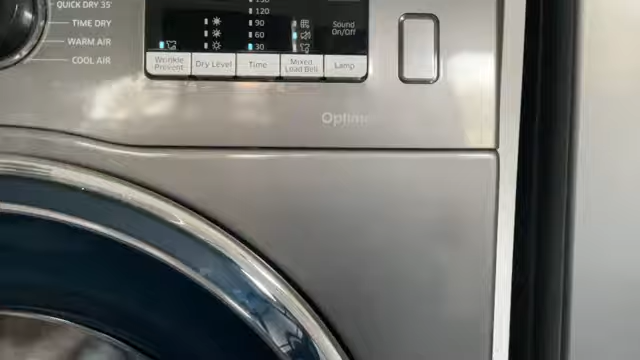 QUICK DRY 35'
TIME DRY
WARM AIR
COOL AIR
120
90
60
30
Sound
On/Off
Wrinkle
Prevent
Dry Level
Time
Mixed
Load Bell
Lamp